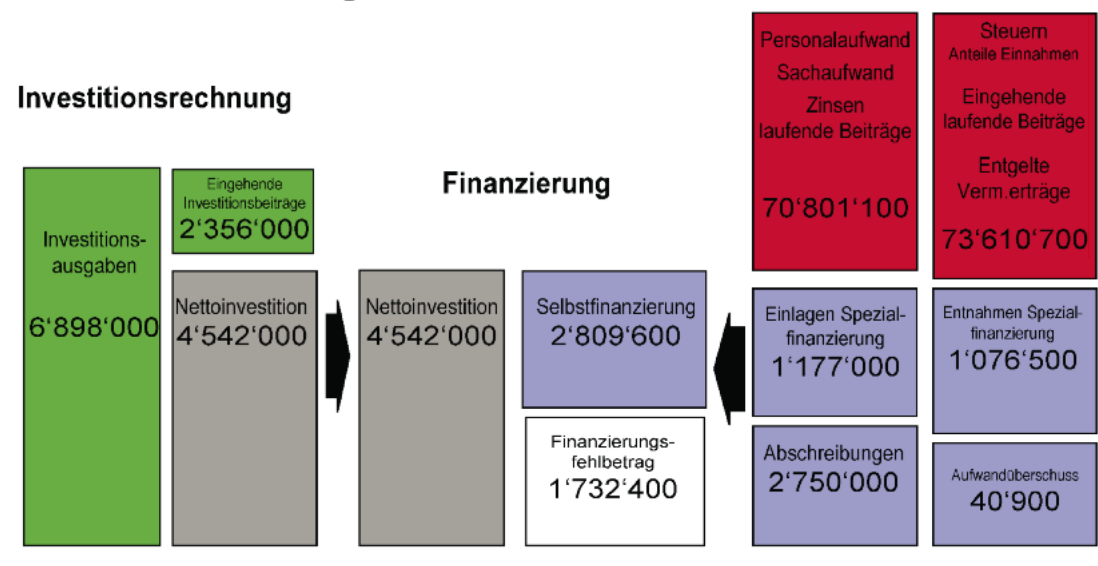 Investitionsrechnung
Investitions-
ausgaben
6‘898‘000
Eingehende
Investitionsbeiträge
2‘356‘000
Nettoinvestition
4‘542‘000
Finanzierung
Nettoinvestition
4‘542‘000
Selbstfinanzierung
2‘809‘600
Finanzierungs-
fehlbetrag
1‘732‘400
Personalaufwand
Sachaufwand
Zinsen
laufende Beiträge
70‘801‘100
Steuern
Anteile Einnahmen
Eingehende
laufende Beiträge
Entgelte
Verm.erträge
73‘610‘700
Einlagen Spezial-
finanzierung
1‘177‘000
Entnahmen Spezial-
finanzierung
1‘076‘500
Abschreibungen
2‘750‘000
Aufwandüberschuss
40‘900